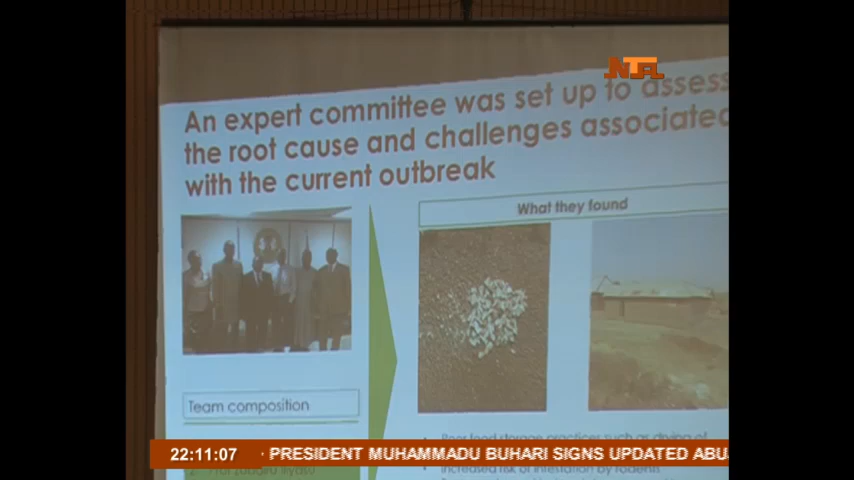 NTA
An expert committee was set up to assess
the root cause and challenges associated
with the current outbreak
What they found
Team composition
Poor food storage practices such as drying of
22:11:07 · PRESIDENT MUHAMMADU BUHARI SIGNS UPDATED ABU
Increased risk of infestation by rodents